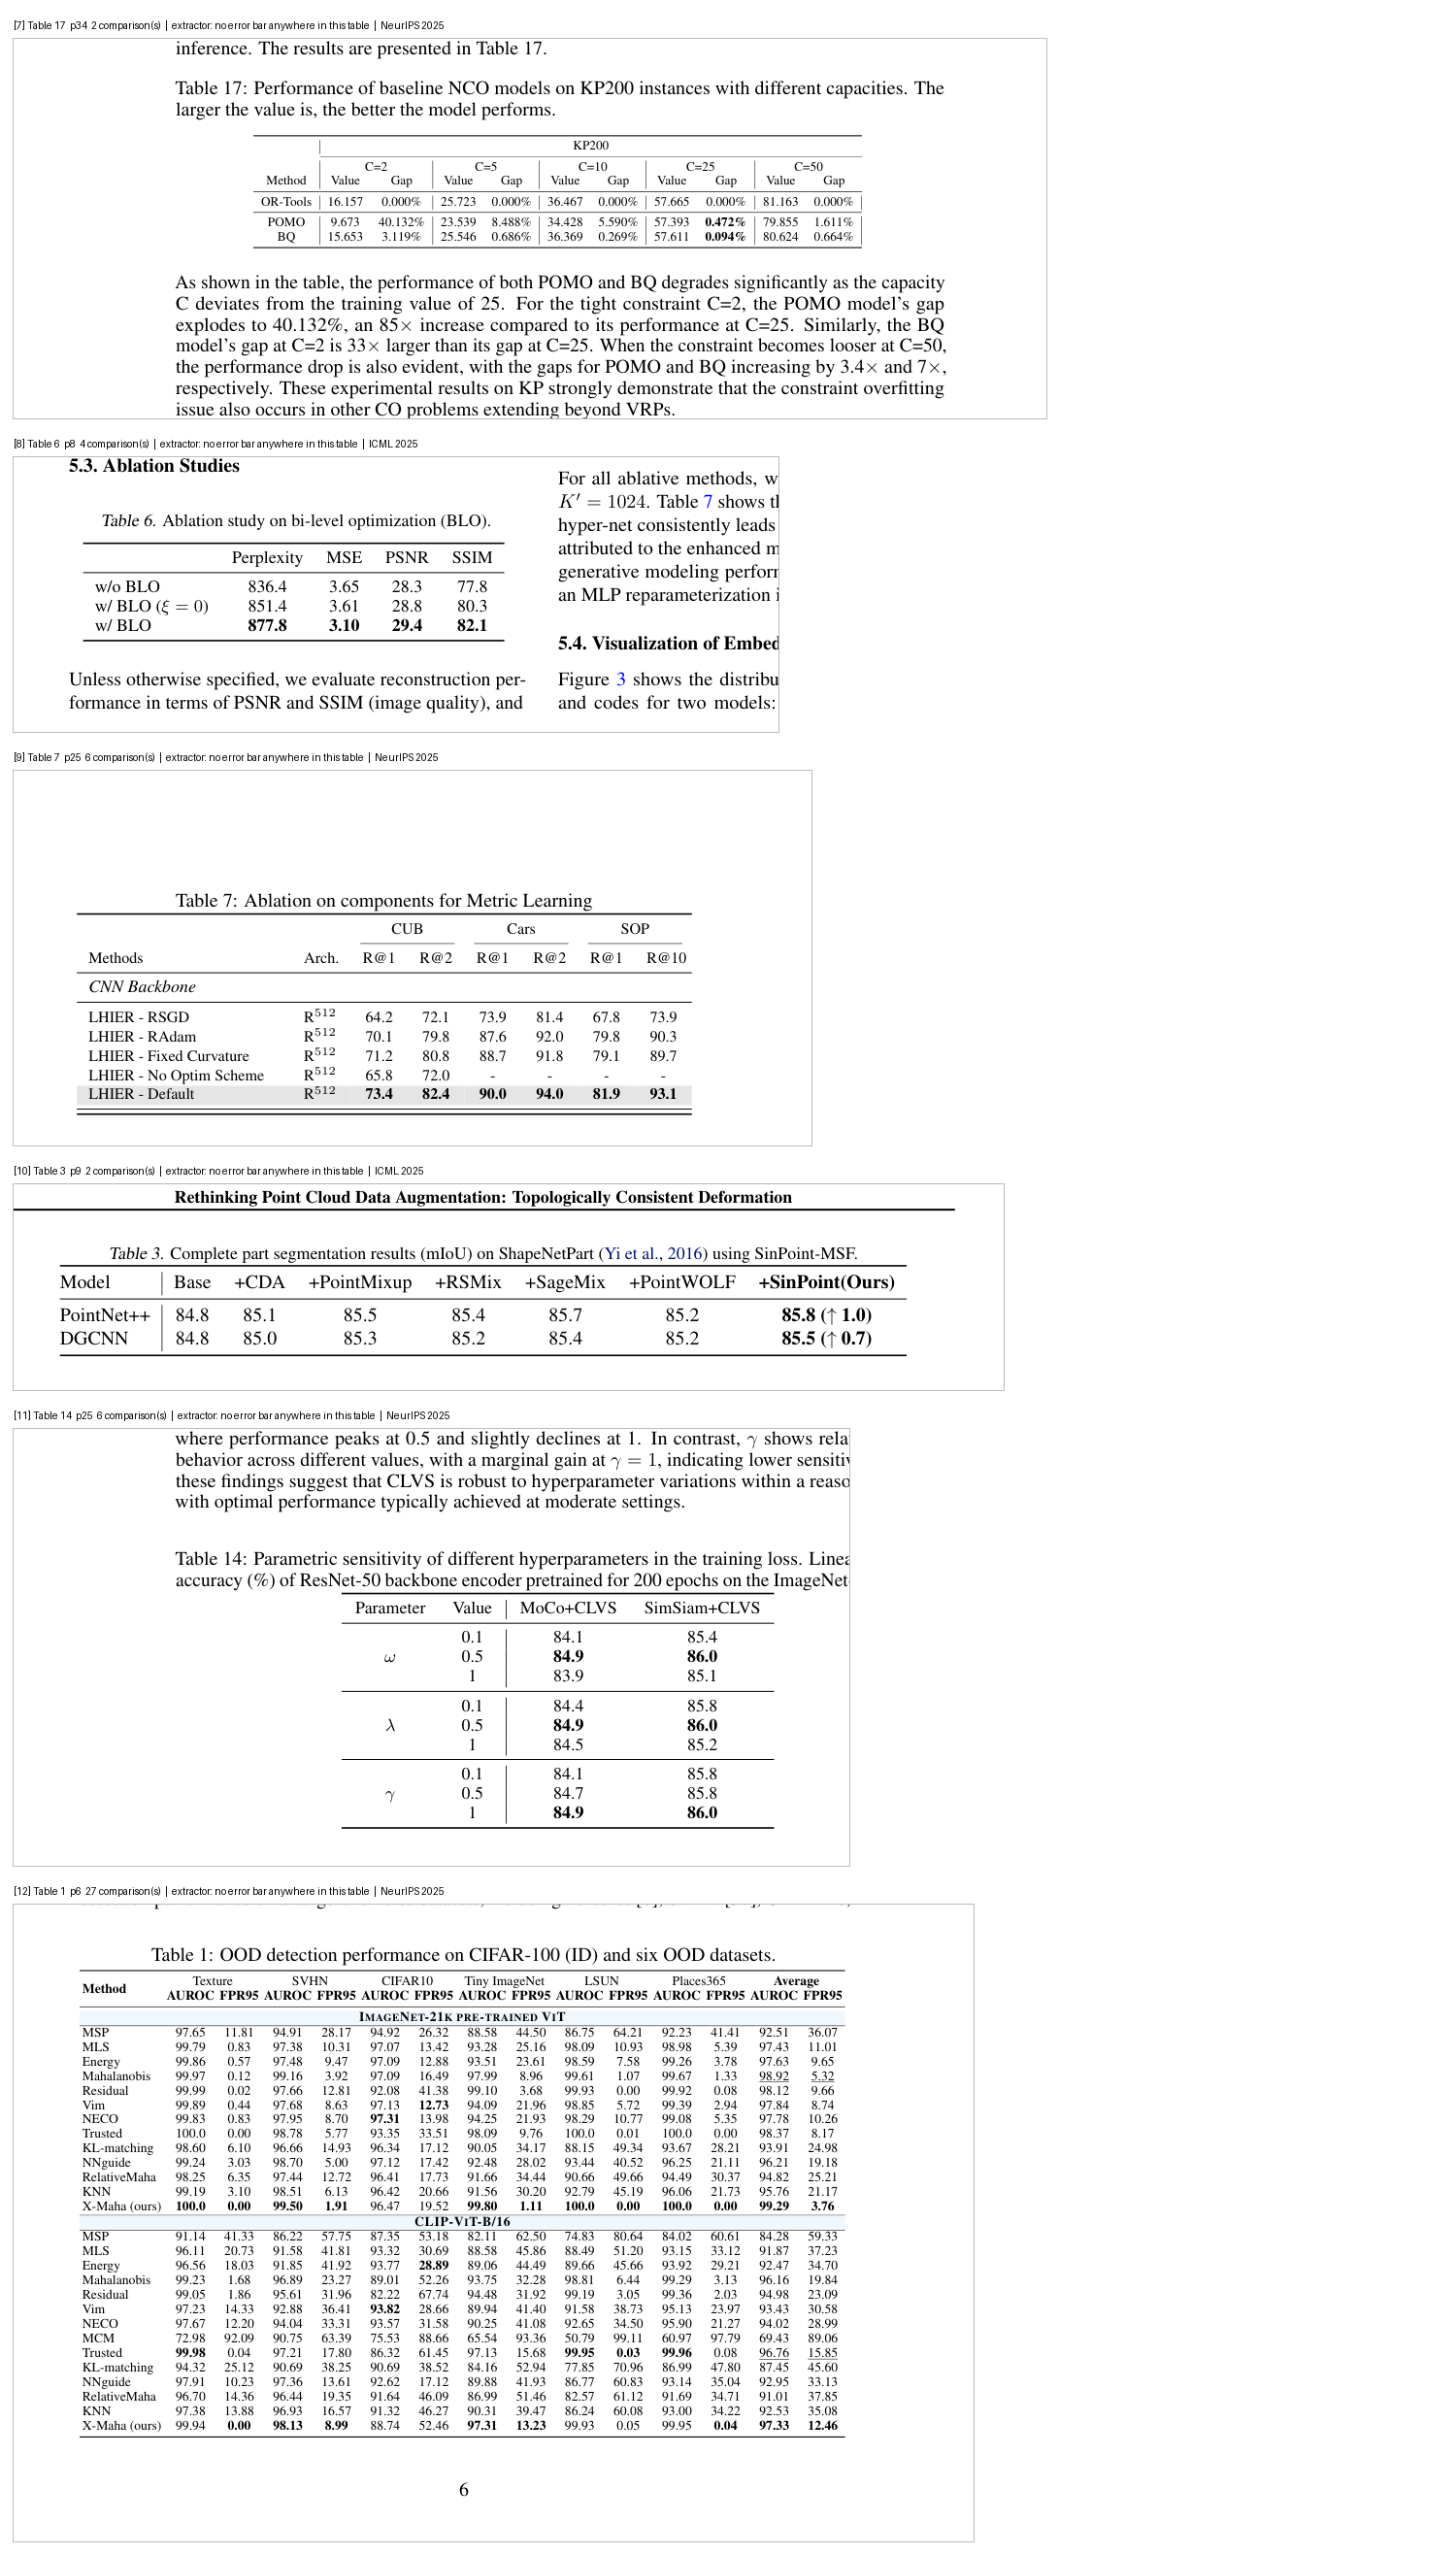 [7] Table 17 p34 2 comparison(s) | extractor: no error bar anywhere in this table | NeurIPS 2025
inference. The results are presented in Table 17.
Table 17: Performance of baseline NCO models on KP200 instances with different capacities. The
larger the value is, the better the model performs.
KP200
C=2 C=5 C=10 C=25 C=50
Method Value Gap Value Gap Value Gap Value Gap Value Gap
OR-Tools 16.157 0.000% 25.723 0.000% 36.467 0.000% 57.665 0.000% 81.163 0.000%
POMO 9.673 40.132% 23.539 8.488% 34.428 5.590% 57.393 0.472% 79.855 1.611%
BQ 15.653 3.119% 25.546 0.686% 36.369 0.269% 57.611 0.094% 80.624 0.664%
As shown in the table, the performance of both POMO and BQ degrades significantly as the capacity
C deviates from the training value of 25. For the tight constraint C=2, the POMO model's gap
explodes to 40.132%, an 85× increase compared to its performance at C=25. Similarly, the BQ
model's gap at C=2 is 33× larger than its gap at C=25. When the constraint becomes looser at C=50,
the performance drop is also evident, with the gaps for POMO and BQ increasing by 3.4× and 7×,
respectively. These experimental results on KP strongly demonstrate that the constraint overfitting
issue also occurs in other CO problems extending beyond VRPs.
[8] Table 6 p8 4 comparison(s) | extractor: no error bar anywhere in this table | ICML 2025
5.3. Ablation Studies
Table 6. Ablation study on bi-level optimization (BLO).
Perplexity MSE PSNR SSIM
w/o BLO 836.4 3.65 28.3 77.8
w/ BLO (ξ = 0) 851.4 3.61 28.8 80.3
w/ BLO 877.8 3.10 29.4 82.1
Unless otherwise specified, we evaluate reconstruction per-
formance in terms of PSNR and SSIM (image quality), and
For all ablative methods, w
K′ = 1024. Table 7 shows th
hyper-net consistently leads
attributed to the enhanced m
generative modeling perfor
an MLP reparameterization i
5.4. Visualization of Embed
Figure 3 shows the distribu
and codes for two models:
[9] Table 7 p25 6 comparison(s) | extractor: no error bar anywhere in this table | NeurIPS 2025
Table 7: Ablation on components for Metric Learning
CUB Cars SOP
Methods Arch. R@1 R@2 R@1 R@2 R@1 R@10
CNN Backbone
LHIER - RSGD R^512 64.2 72.1 73.9 81.4 67.8 73.9
LHIER - RAdam R^512 70.1 79.8 87.6 92.0 79.8 90.3
LHIER - Fixed Curvature R^512 71.2 80.8 88.7 91.8 79.1 89.7
LHIER - No Optim Scheme R^512 65.8 72.0 - - - -
LHIER - Default R^512 73.4 82.4 90.0 94.0 81.9 93.1
[10] Table 3 p9 2 comparison(s) | extractor: no error bar anywhere in this table | ICML 2025
Rethinking Point Cloud Data Augmentation: Topologically Consistent Deformation
Table 3. Complete part segmentation results (mIoU) on ShapeNetPart (Yi et al., 2016) using SinPoint-MSF.
Model Base +CDA +PointMixup +RSMix +SageMix +PointWOLF +SinPoint(Ours)
PointNet++ 84.8 85.1 85.5 85.4 85.7 85.2 85.8 (↑ 1.0)
DGCNN 84.8 85.0 85.3 85.2 85.4 85.2 85.5 (↑ 0.7)
[11] Table 14 p25 6 comparison(s) | extractor: no error bar anywhere in this table | NeurIPS 2025
where performance peaks at 0.5 and slightly declines at 1. In contrast, γ shows rela
behavior across different values, with a marginal gain at γ = 1, indicating lower sensitiv
these findings suggest that CLVS is robust to hyperparameter variations within a reaso
with optimal performance typically achieved at moderate settings.
Table 14: Parametric sensitivity of different hyperparameters in the training loss. Linea
accuracy (%) of ResNet-50 backbone encoder pretrained for 200 epochs on the ImageNet-
Parameter Value MoCo+CLVS SimSiam+CLVS
0.1 84.1 85.4
ω 0.5 84.9 86.0
1 83.9 85.1
0.1 84.4 85.8
λ 0.5 84.9 86.0
1 84.5 85.2
0.1 84.1 85.8
γ 0.5 84.7 85.8
1 84.9 86.0
[12] Table 1 p6 27 comparison(s) | extractor: no error bar anywhere in this table | NeurIPS 2025
Table 1: OOD detection performance on CIFAR-100 (ID) and six OOD datasets.
Method Texture SVHN CIFAR10 Tiny ImageNet LSUN Places365 Average
AUROC FPR95 AUROC FPR95 AUROC FPR95 AUROC FPR95 AUROC FPR95 AUROC FPR95 AUROC FPR95
IMAGENET-21K PRE-TRAINED VIT
MSP 97.65 11.81 94.91 28.17 94.92 26.32 88.58 44.50 86.75 64.21 92.23 41.41 92.51 36.07
MLS 99.79 0.83 97.38 10.31 97.07 13.42 93.28 25.16 98.09 10.93 98.98 5.39 97.43 11.01
Energy 99.86 0.57 97.48 9.47 97.09 12.88 93.51 23.61 98.59 7.58 99.26 3.78 97.63 9.65
Mahalanobis 99.97 0.12 99.16 3.92 97.09 16.49 97.99 8.96 99.61 1.07 99.67 1.33 98.92 5.32
Residual 99.99 0.02 97.66 12.81 92.08 41.38 99.10 3.68 99.93 0.00 99.92 0.08 98.12 9.66
Vim 99.89 0.44 97.68 8.63 97.13 12.73 94.09 21.96 98.85 5.72 99.39 2.94 97.84 8.74
NECO 99.83 0.83 97.95 8.70 97.31 13.98 94.25 21.93 98.29 10.77 99.08 5.35 97.78 10.26
Trusted 100.0 0.00 98.78 5.77 93.35 33.51 98.09 9.76 100.0 0.01 100.0 0.00 98.37 8.17
KL-matching 98.60 6.10 96.66 14.93 96.34 17.12 90.05 34.17 88.15 49.34 93.67 28.21 93.91 24.98
NNguide 99.24 3.03 98.70 5.00 97.12 17.42 92.48 28.02 93.44 40.52 96.25 21.11 96.21 19.18
RelativeMaha 98.25 6.35 97.44 12.72 96.41 17.73 91.66 34.44 90.66 49.66 94.49 30.37 94.82 25.21
KNN 99.19 3.10 98.51 6.13 96.42 20.66 91.56 30.20 92.79 45.19 96.06 21.73 95.76 21.17
X-Maha (ours) 100.0 0.00 99.50 1.91 96.47 19.52 99.80 1.11 100.0 0.00 100.0 0.00 99.29 3.76
CLIP-VIT-B/16
MSP 91.14 41.33 86.22 57.75 87.35 53.18 82.11 62.50 74.83 80.64 84.02 60.61 84.28 59.33
MLS 96.11 20.73 91.58 41.81 93.32 30.69 88.58 45.86 88.49 51.20 93.15 33.12 91.87 37.23
Energy 96.56 18.03 91.85 41.92 93.77 28.89 89.06 44.49 89.66 45.66 93.92 29.21 92.47 34.70
Mahalanobis 99.23 1.68 96.89 23.27 89.01 52.26 93.75 32.28 98.81 6.44 99.29 3.13 96.16 19.84
Residual 99.05 1.86 95.61 31.96 82.22 67.74 94.48 31.92 99.19 3.05 99.36 2.03 94.98 23.09
Vim 97.23 14.33 92.88 36.41 93.82 28.66 89.94 41.40 91.58 38.73 95.13 23.97 93.43 30.58
NECO 97.67 12.20 94.04 33.31 93.57 31.58 90.25 41.08 92.65 34.50 95.90 21.27 94.02 28.99
MCM 72.98 92.09 90.75 63.39 75.53 88.66 65.54 93.36 50.79 99.11 60.97 97.79 69.43 89.06
Trusted 99.98 0.04 97.21 17.80 86.32 61.45 97.13 15.68 99.95 0.03 99.96 0.08 96.76 15.85
KL-matching 94.32 25.12 90.69 38.25 90.69 38.52 84.16 52.94 77.85 70.96 86.99 47.80 87.45 45.60
NNguide 97.91 10.23 97.36 13.61 92.62 17.12 89.88 41.93 86.77 60.83 93.14 35.04 92.95 33.13
RelativeMaha 96.70 14.36 96.44 19.35 91.64 46.09 86.99 51.46 82.57 61.12 91.69 34.71 91.01 37.85
KNN 97.38 13.88 96.93 16.57 91.32 46.27 90.31 39.47 86.24 60.08 93.00 34.22 92.53 35.08
X-Maha (ours) 99.94 0.00 98.13 8.99 88.74 52.46 97.31 13.23 99.93 0.05 99.95 0.04 97.33 12.46
6